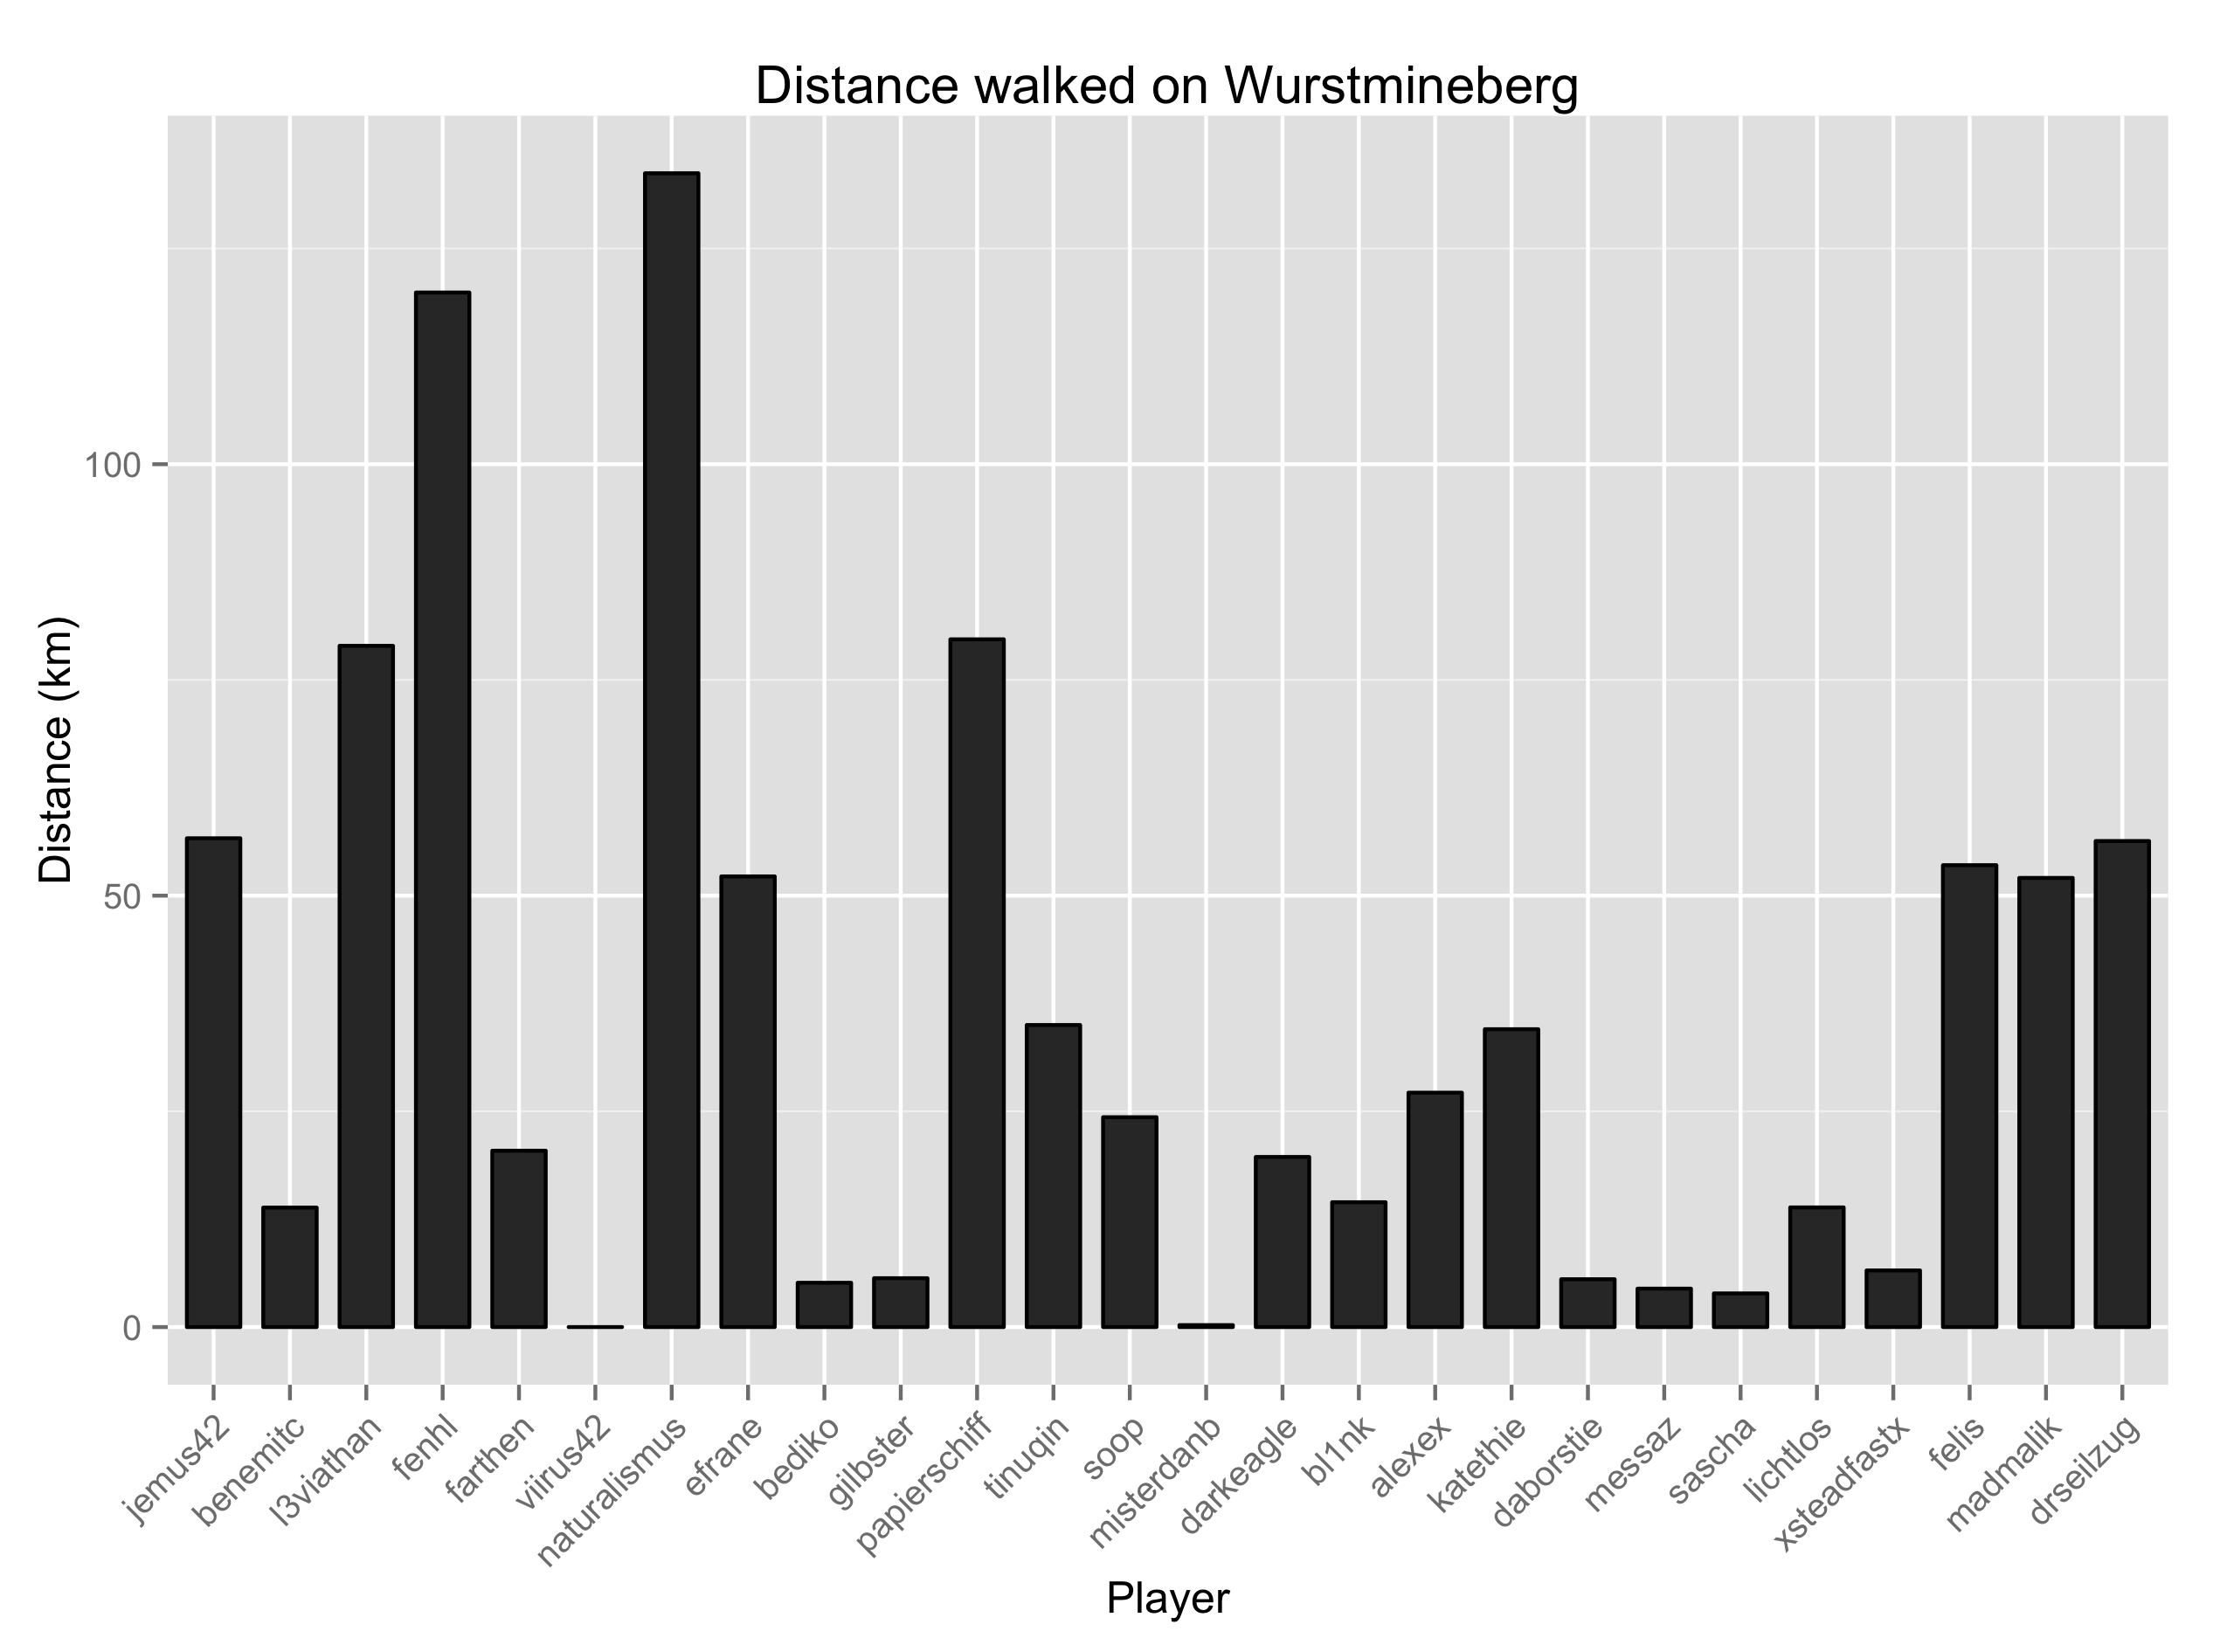 Distance walked on Wurstmineberg
Distance (km)
100
50
0
jemus42
benemitc
l3viathan
fenhl
farthen
viirus42
naturalismus
efrane
bediko
gilbster
papierschiff
tinuqin
soop
misterdanb
darkeagle
bl1nk
alexex
katethie
daborstie
messaz
sascha
lichtlos
xsteadfastx
felis
madmalik
drseilzug
Player